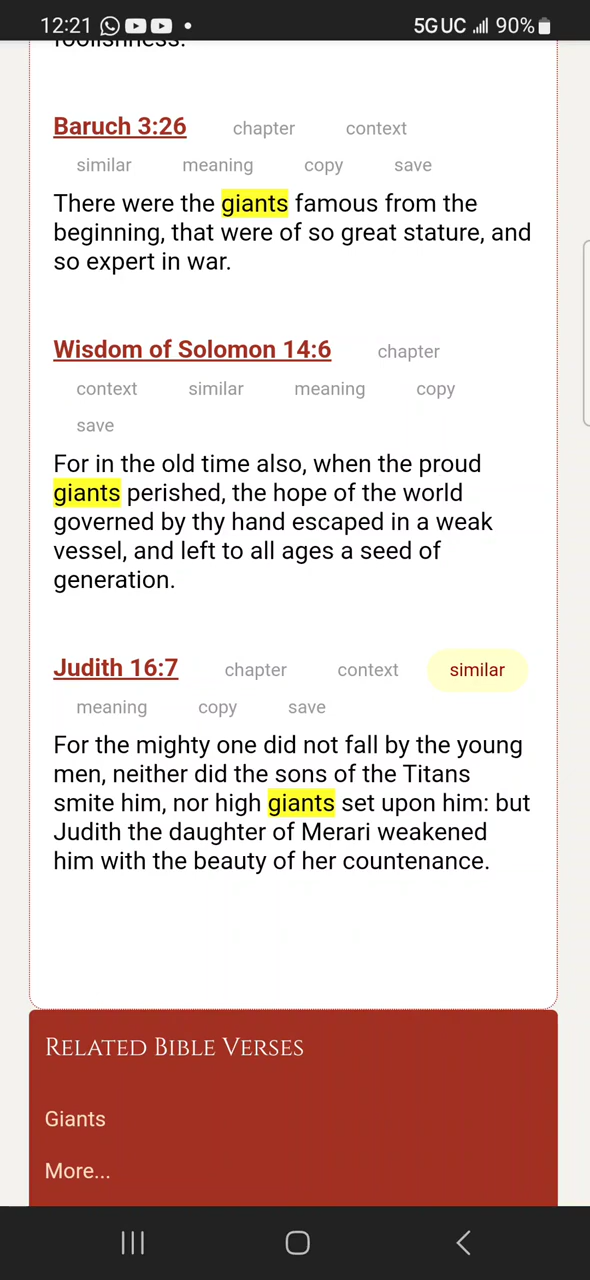 12:21 5G UC 90%
foolishness.
Baruch 3:26 chapter context
similar meaning copy save
There were the giants famous from the
beginning, that were of so great stature, and
so expert in war.
Wisdom of Solomon 14:6 chapter
context similar meaning copy
save
For in the old time also, when the proud
giants perished, the hope of the world
governed by thy hand escaped in a weak
vessel, and left to all ages a seed of
generation.
Judith 16:7 chapter context similar
meaning copy save
For the mighty one did not fall by the young
men, neither did the sons of the Titans
smite him, nor high giants set upon him: but
Judith the daughter of Merari weakened
him with the beauty of her countenance.
RELATED BIBLE VERSES
Giants
More...